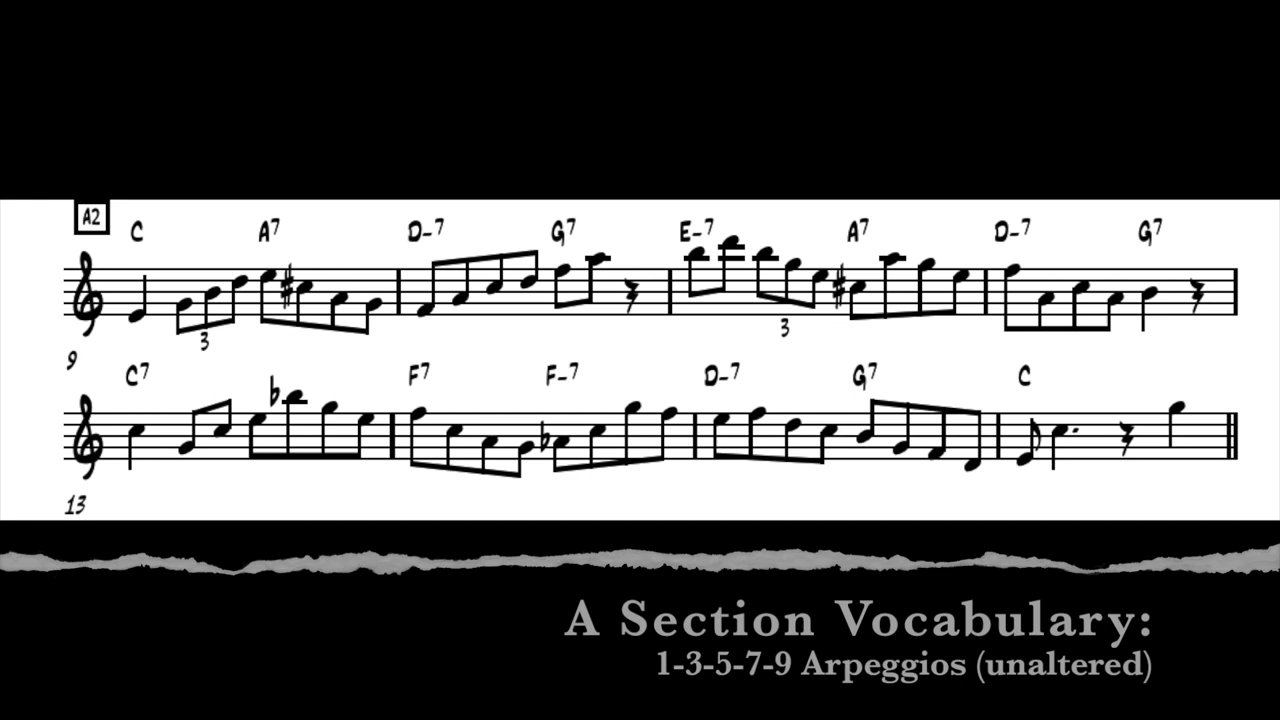 A2
C A7 D-7 G7 E-7 A7 D-7 G7
3 3
9
C7 F7 F-7 D-7 G7 C
13
A Section Vocabulary:
1-3-5-7-9 Arpeggios (unaltered)